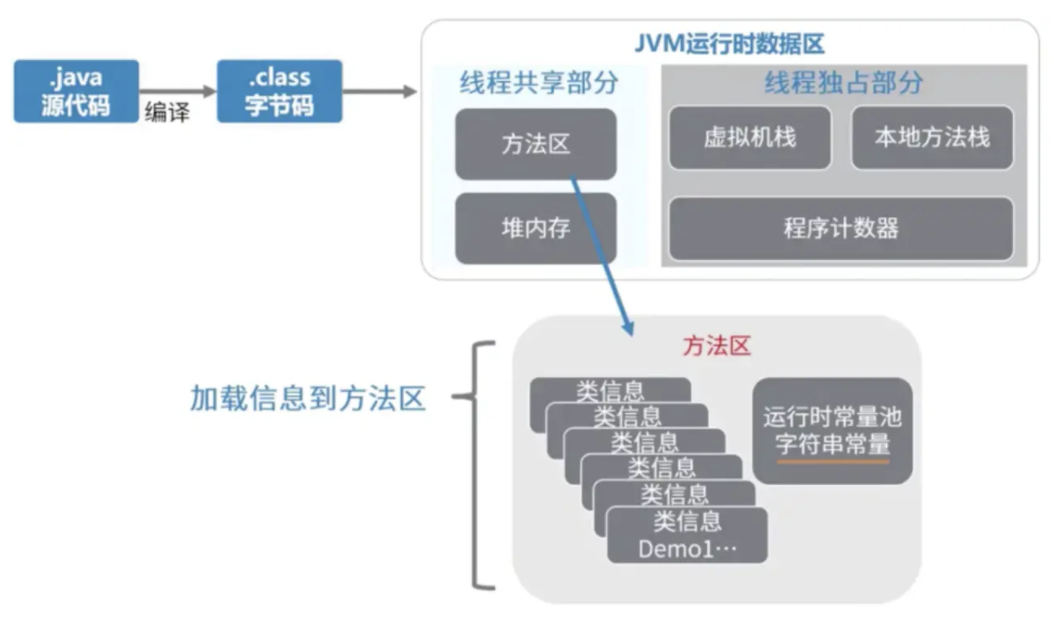 JVM运行时数据区
.java
源代码
编译
.class
字节码
线程共享部分
线程独占部分
方法区
虚拟机栈
本地方法栈
堆内存
程序计数器
方法区
加载信息到方法区
类信息
类信息
类信息
类信息
类信息
类信息
Demo1…
运行时常量池
字符串常量